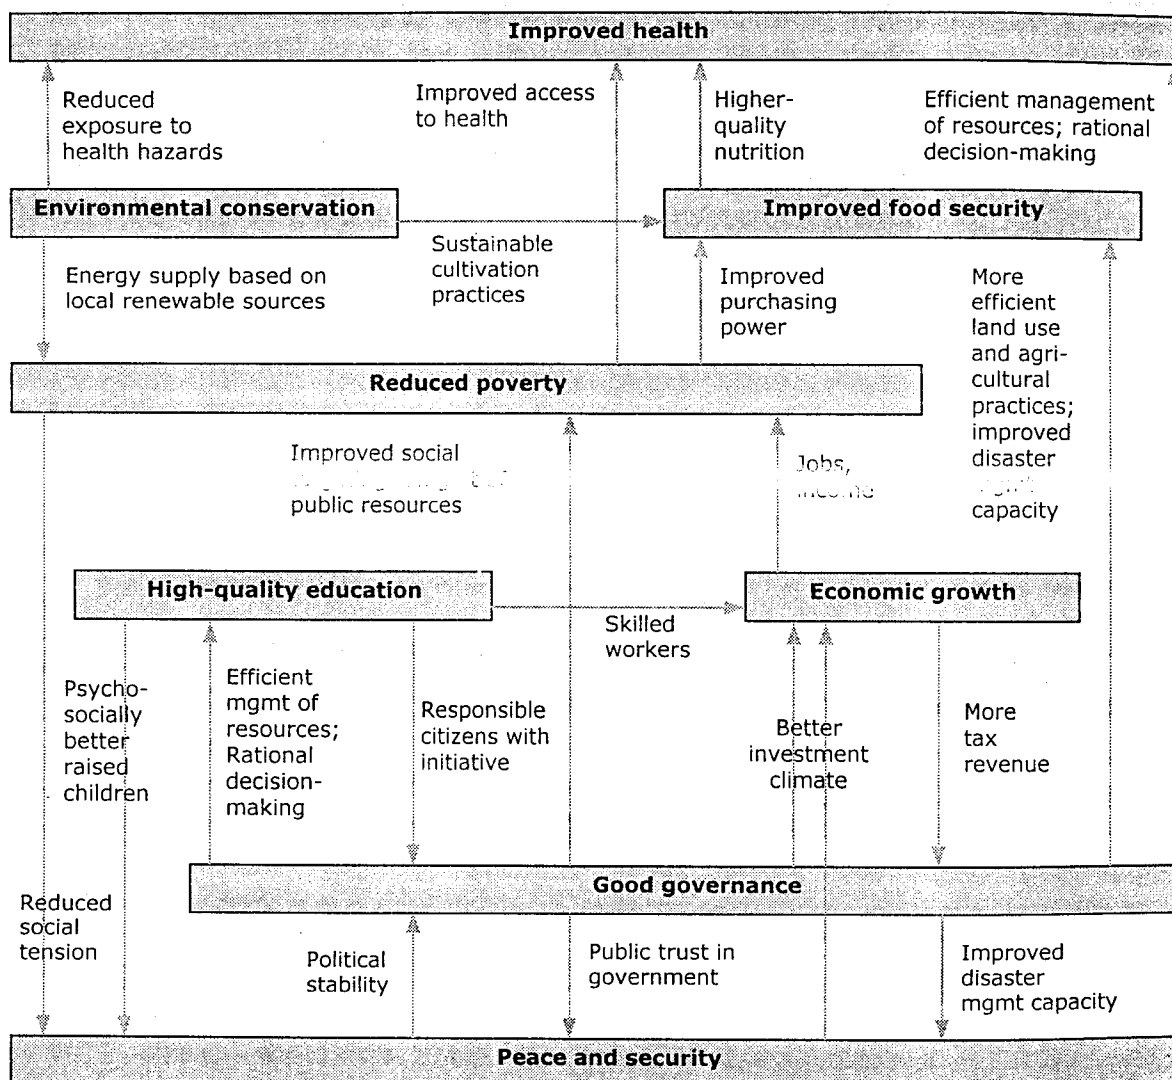 Improved health
Reduced
exposure to
health hazards
Improved access
to health
Higher-
quality
nutrition
Efficient management
of resources; rational
decision-making
Environmental conservation
Improved food security
Energy supply based on
local renewable sources
Sustainable
cultivation
practices
Improved
purchasing
power
More
efficient
land use
and agri-
cultural
practices;
improved
disaster
mgmt
capacity
Reduced poverty
Improved social
public resources
Jobs,
income
High-quality education
Economic growth
Skilled
workers
Psycho-
socially
better
raised
children
Efficient
mgmt of
resources;
Rational
decision-
making
Responsible
citizens with
initiative
Better
investment
climate
More
tax
revenue
Good governance
Reduced
social
tension
Political
stability
Public trust in
government
Improved
disaster
mgmt capacity
Peace and security